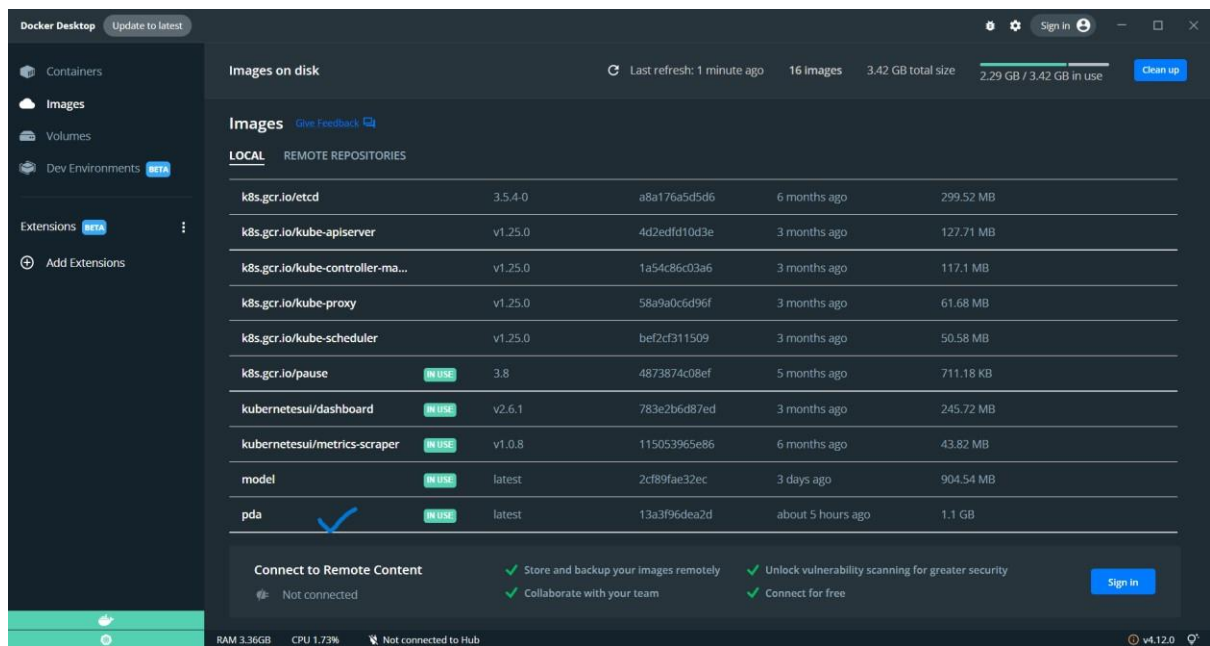 Docker Desktop Update to latest Sign in
Containers
Images
Volumes
Dev Environments BETA
Extensions BETA
Add Extensions
Images on disk Last refresh: 1 minute ago 16 images 3.42 GB total size 2.29 GB / 3.42 GB in use Clean up
Images Give Feedback
LOCAL REMOTE REPOSITORIES
k8s.gcr.io/etcd 3.5.4-0 a8a176a5d5d6 6 months ago 299.52 MB
k8s.gcr.io/kube-apiserver v1.25.0 4d2edfd10d3e 3 months ago 127.71 MB
k8s.gcr.io/kube-controller-ma... v1.25.0 1a54c86c03a6 3 months ago 117.1 MB
k8s.gcr.io/kube-proxy v1.25.0 58a9a0c6d96f 3 months ago 61.68 MB
k8s.gcr.io/kube-scheduler v1.25.0 bef2cf311509 3 months ago 50.58 MB
k8s.gcr.io/pause IN USE 3.8 4873874c08ef 5 months ago 711.18 KB
kubernetesui/dashboard IN USE v2.6.1 783e2b6d87ed 3 months ago 245.72 MB
kubernetesui/metrics-scraper IN USE v1.0.8 115053965e86 6 months ago 43.82 MB
model IN USE latest 2cf89fae32ec 3 days ago 904.54 MB
pda IN USE latest 13a3f96dea2d about 5 hours ago 1.1 GB
Connect to Remote Content
Not connected
Store and backup your images remotely
Collaborate with your team
Unlock vulnerability scanning for greater security
Connect for free
Sign in
RAM 3.36GB CPU 1.73% Not connected to Hub v4.12.0